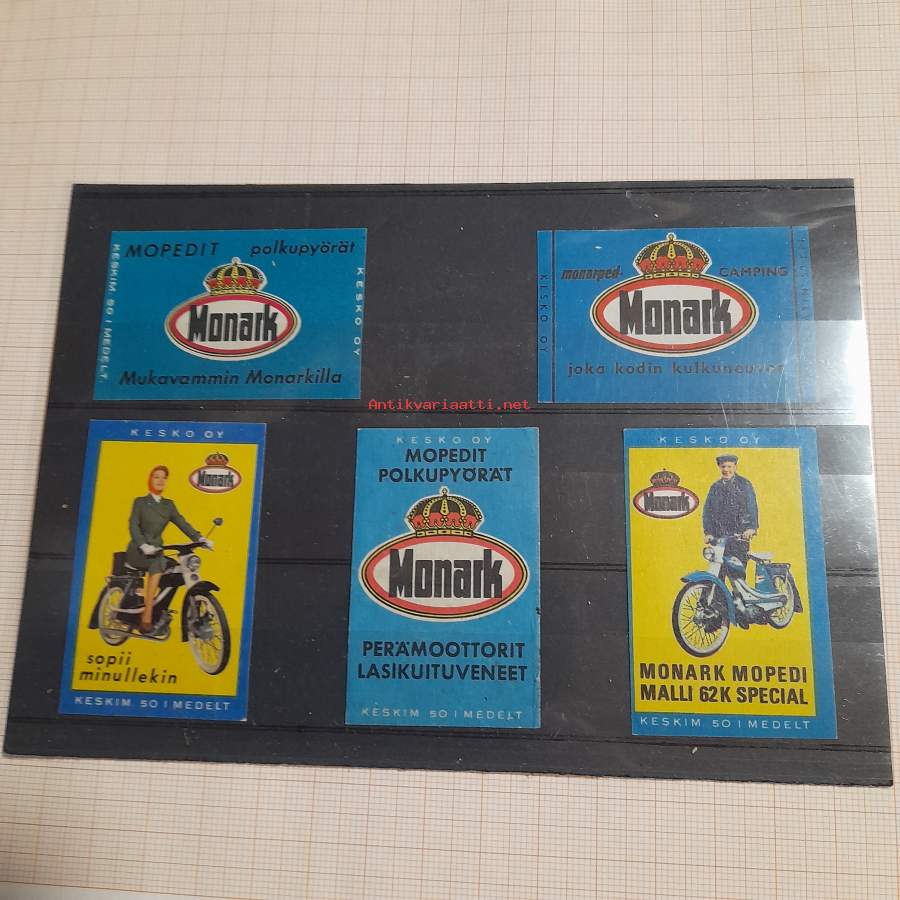 MOPEDIT polkupyörät
KESKIM 50 I MEDELT.
Monark
KESKO OY
Mukavammin Monarkilla
monarped- CAMPING
KESKO OY
Monark
joka kodin kulkuneuvot
Antikvariaatti.net
KESKO OY
Monark
sopii
minullekin
KESKIM 50 I MEDELT
KESKO OY
MOPEDIT
POLKUPYÖRÄT
Monark
PERÄMOOTTORIT
LASIKUITUVENEET
KESKIM 50 I MEDELT
KESKO OY
Monark
MONARK MOPEDI
MALLI 62K SPECIAL
KESKIM 50 I MEDELT